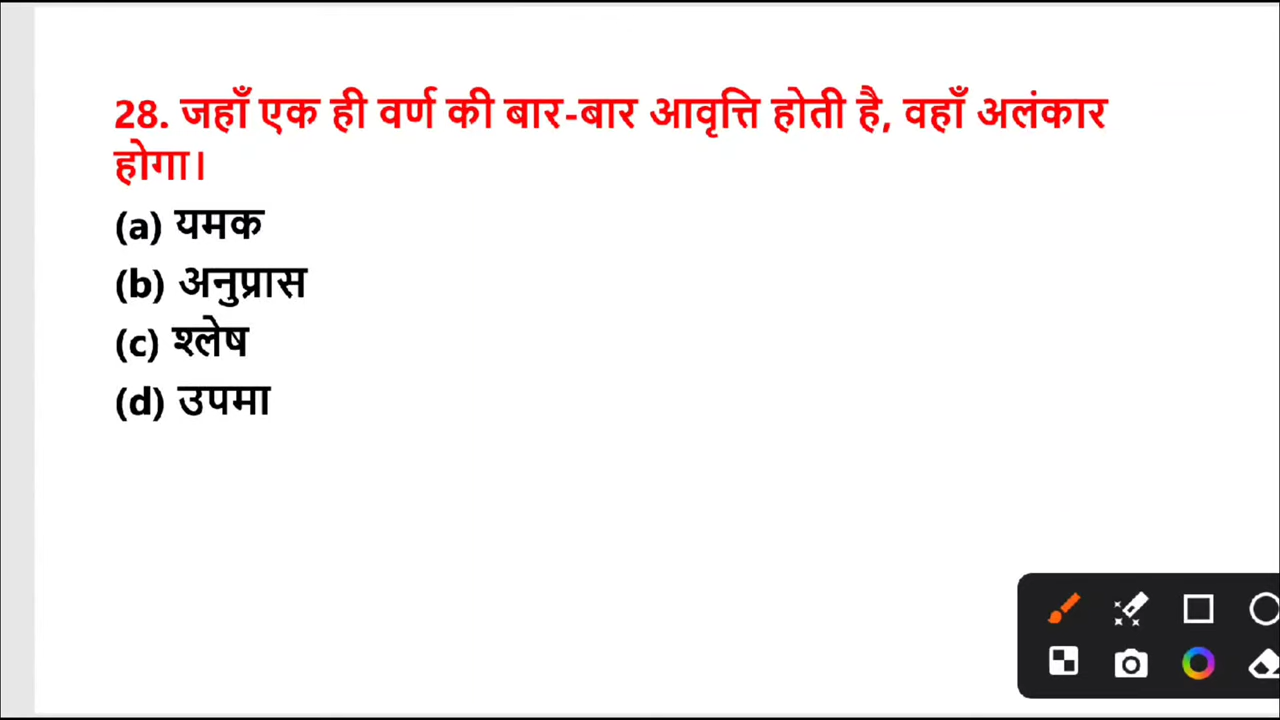 28. जहाँ एक ही वर्ण की बार-बार आवृत्ति होती है, वहाँ अलंकार
होगा।
(a) यमक
(b) अनुप्रास
(c) श्लेष
(d) उपमा